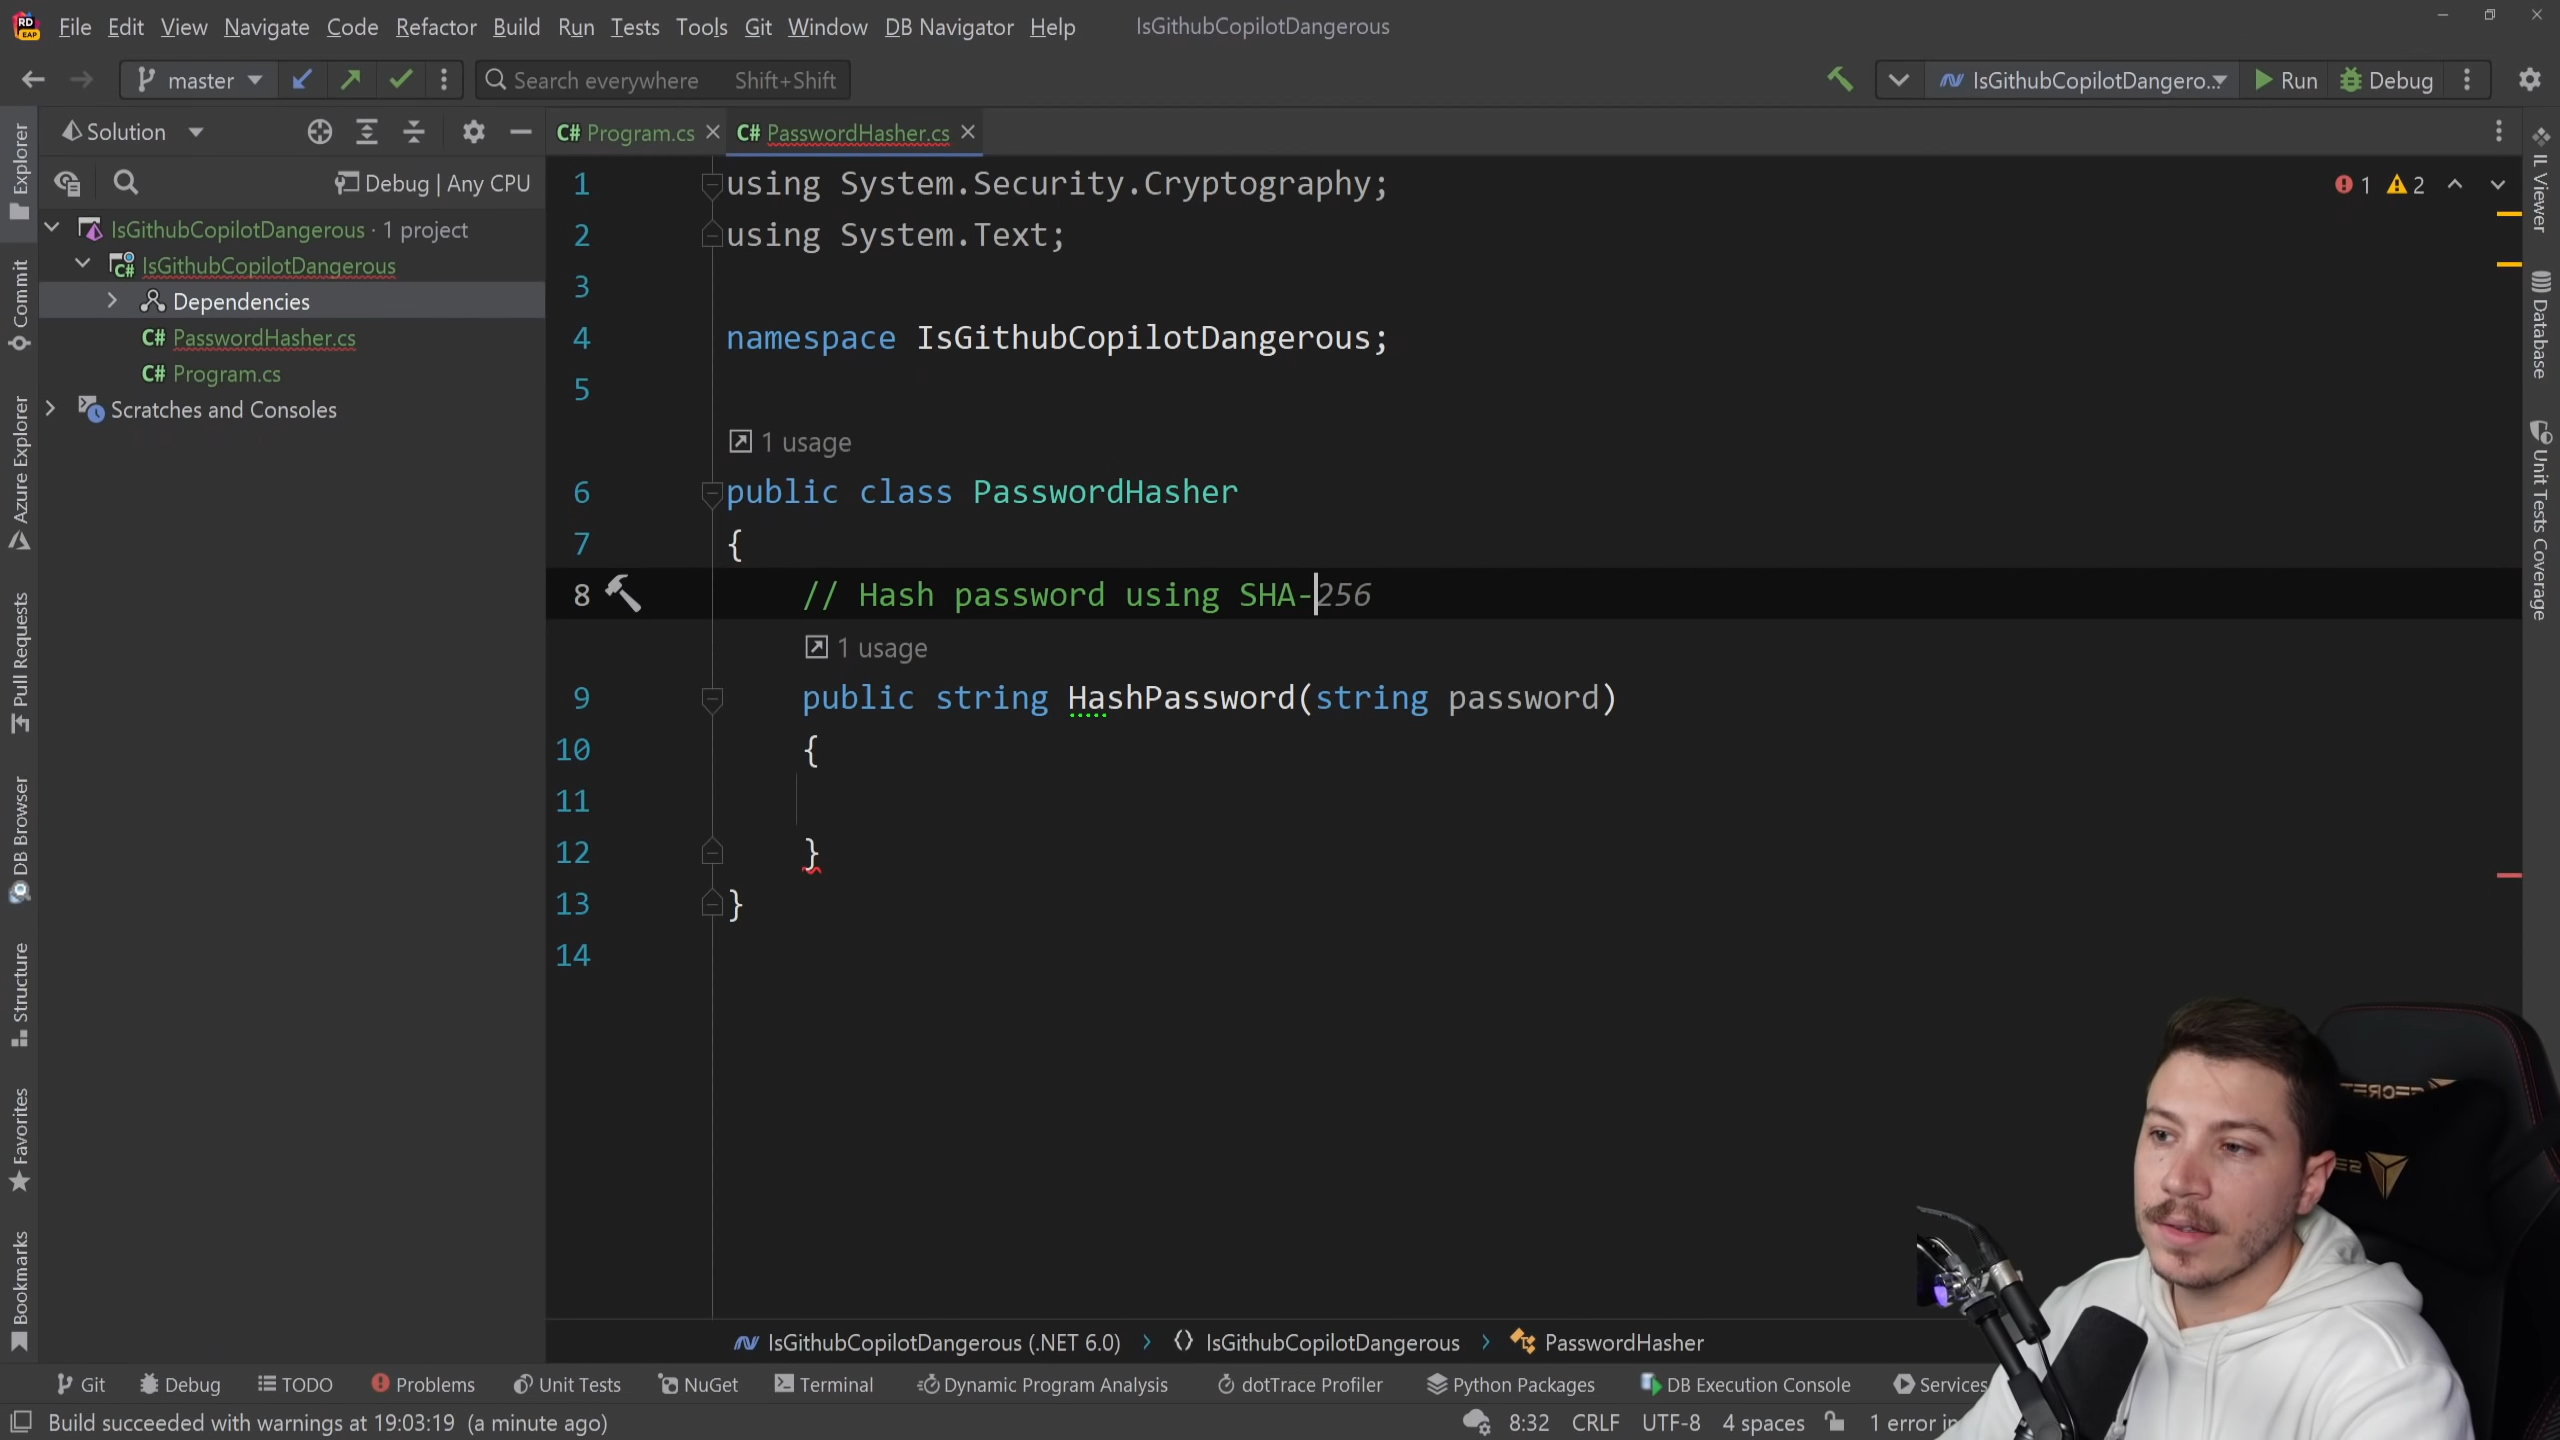 File Edit View Navigate Code Refactor Build Run Tests Tools Git Window DB Navigator Help IsGithubCopilotDangerous
master Search everywhere Shift+Shift IsGithubCopilotDangero... Run Debug
Solution
Program.cs PasswordHasher.cs
Debug | Any CPU
IsGithubCopilotDangerous · 1 project
IsGithubCopilotDangerous
Dependencies
PasswordHasher.cs
Program.cs
Scratches and Consoles
1 using System.Security.Cryptography;
2 using System.Text;
3
4 namespace IsGithubCopilotDangerous;
5
1 usage
6 public class PasswordHasher
7 {
8 // Hash password using SHA-256
1 usage
9 public string HashPassword(string password)
10 {
11
12 }
13 }
14
1 2
Explorer
Commit
Azure Explorer
Pull Requests
DB Browser
Structure
Favorites
Bookmarks
IL Viewer
Database
Unit Tests Coverage
IsGithubCopilotDangerous (.NET 6.0) IsGithubCopilotDangerous PasswordHasher
Git Debug TODO Problems Unit Tests NuGet Terminal Dynamic Program Analysis dotTrace Profiler Python Packages DB Execution Console Services
Build succeeded with warnings at 19:03:19 (a minute ago) 8:32 CRLF UTF-8 4 spaces 1 error in